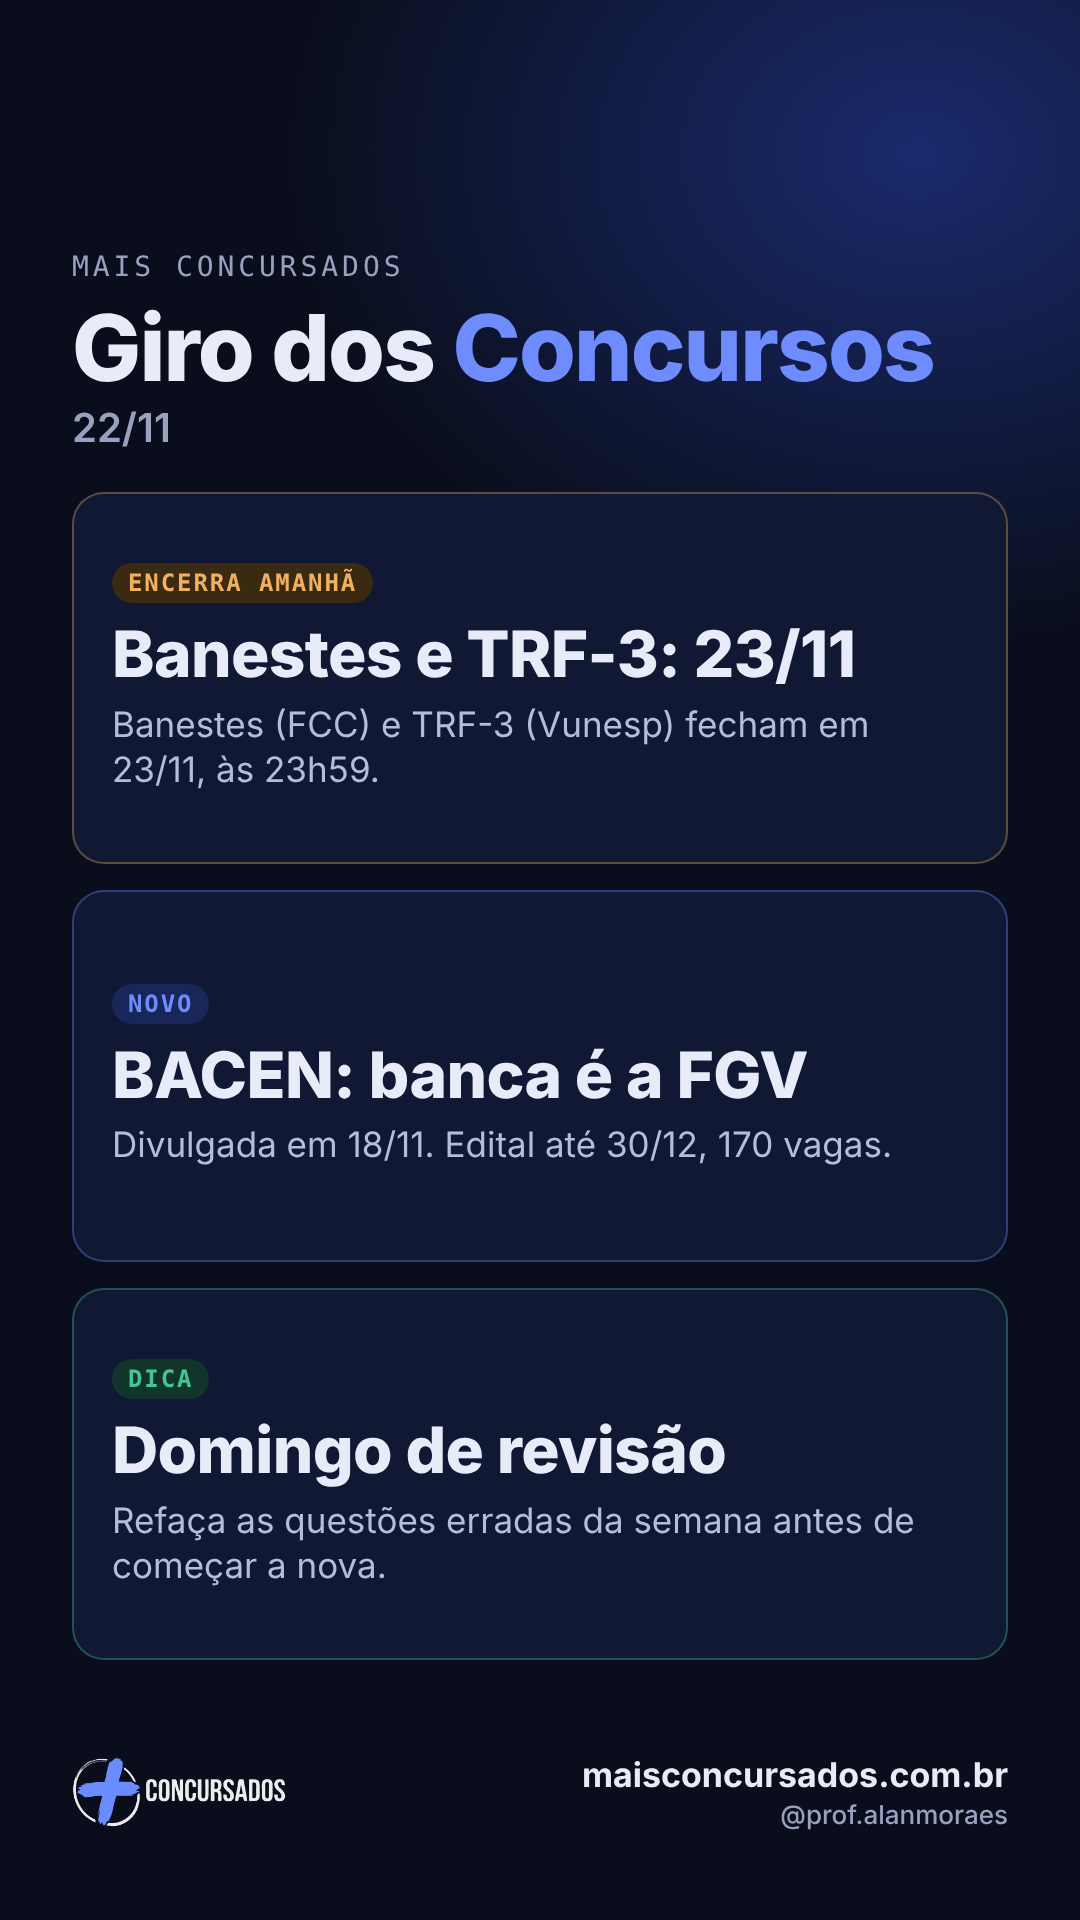 MAIS CONCURSADOS
Giro dos Concursos
22/11
ENCERRA AMANHÃ
Banestes e TRF-3: 23/11
Banestes (FCC) e TRF-3 (Vunesp) fecham em
23/11, às 23h59.
NOVO
BACEN: banca é a FGV
Divulgada em 18/11. Edital até 30/12, 170 vagas.
DICA
Domingo de revisão
Refaça as questões erradas da semana antes de
começar a nova.
CONCURSADOS
maisconcursados.com.br
@prof.alanmoraes